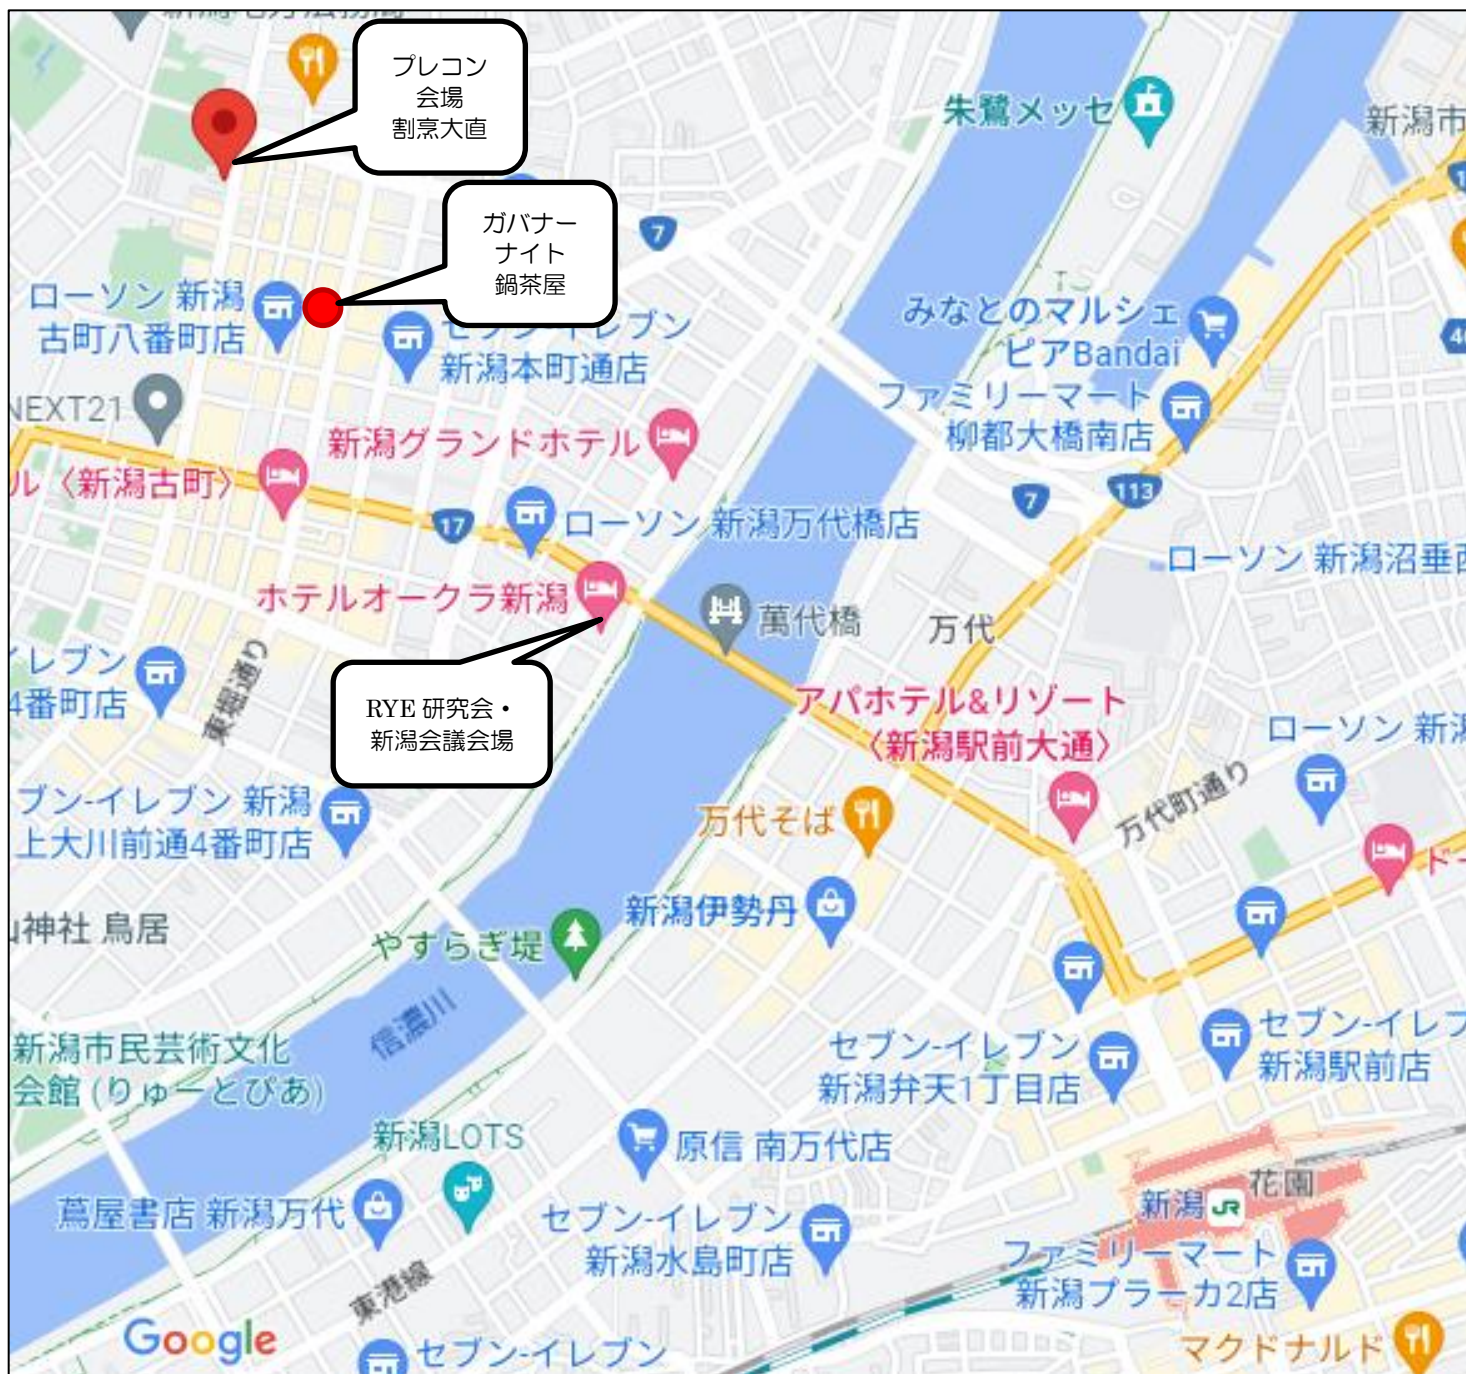 プレコン
会場
割烹大直
ガバナー
ナイト
鍋茶屋
朱鷺メッセ
新潟市
7
ローソン 新潟
古町八番町店
セブン-イレブン
新潟本町通店
みなとのマルシェ
ピアBandai
ファミリーマート
柳都大橋南店
NEXT21
新潟グランドホテル
ル〈新潟古町〉
17
ローソン 新潟万代橋店
7
113
ローソン 新潟沼垂西
ホテルオークラ新潟
萬代橋
万代
イレブン
4番町店
東堀通り
RYE 研究会・
新潟会議会場
アパホテル&リゾート
〈新潟駅前大通〉
ローソン 新潟
万代町通り
ブン-イレブン 新潟
上大川前通4番町店
万代そば
ドー
新潟伊勢丹
山神社 鳥居
やすらぎ堤
信濃川
新潟市民芸術文化
会館 (りゅーとぴあ)
セブン-イレブン
新潟弁天1丁目店
セブン-イレブ
新潟駅前店
新潟LOTS
原信 南万代店
花園
新潟 JR
蔦屋書店 新潟万代
セブン-イレブン
新潟水島町店
ファミリーマート
新潟プラーカ2店
東港線
Google
セブン-イレブン
マクドナルド